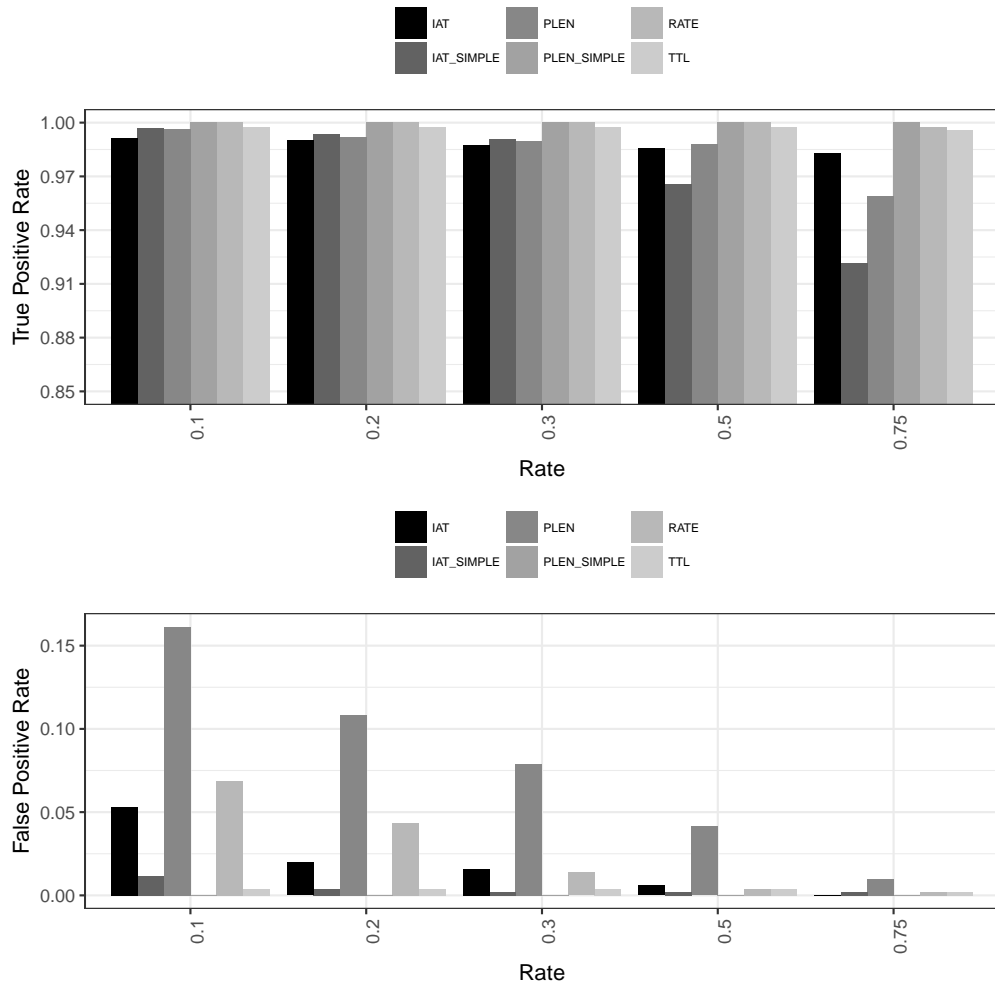 IAT PLEN RATE
IAT_SIMPLE PLEN_SIMPLE TTL
True Positive Rate
1.00
0.97
0.94
0.91
0.88
0.85
0.1 0.2 0.3 0.5 0.75
Rate
IAT PLEN RATE
IAT_SIMPLE PLEN_SIMPLE TTL
False Positive Rate
0.15
0.10
0.05
0.00
0.1 0.2 0.3 0.5 0.75
Rate